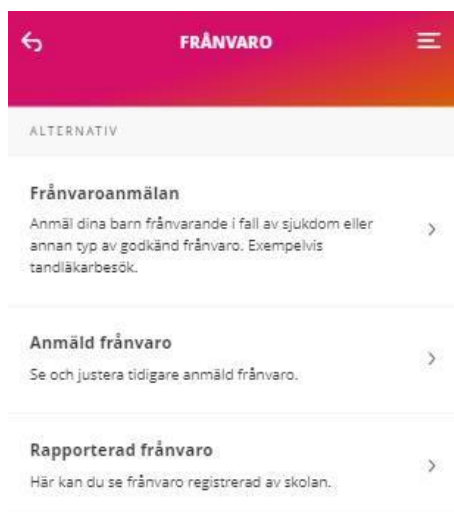 FRÅNVARO
ALTERNATIV
Frånvaroanmälan
Anmäl dina barn frånvarande i fall av sjukdom eller
annan typ av godkänd frånvaro. Exempelvis
tandläkarbesök.
Anmäld frånvaro
Se och justera tidigare anmäld frånvaro.
Rapporterad frånvaro
Här kan du se frånvaro registrerad av skolan.